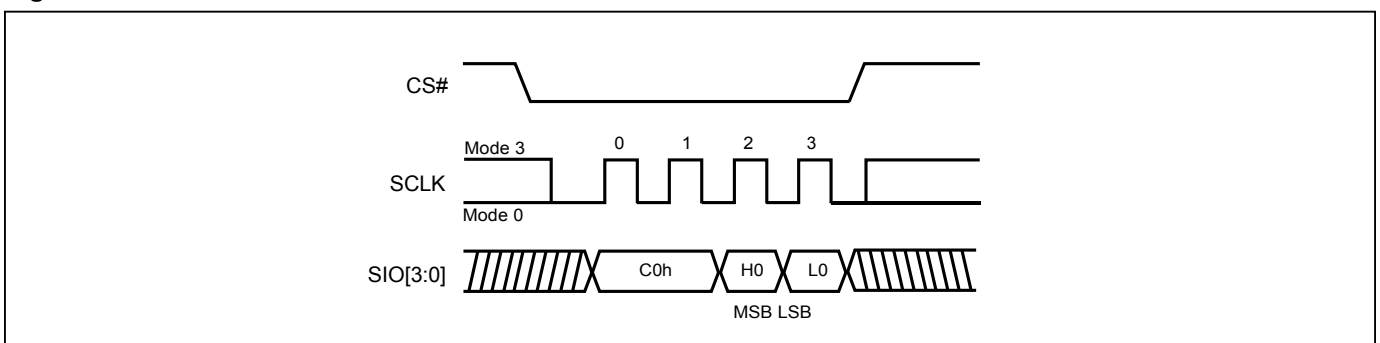 CS#
Mode 3
0 1 2 3
SCLK
Mode 0
SIO[3:0]
C0h H0 L0
MSB LSB